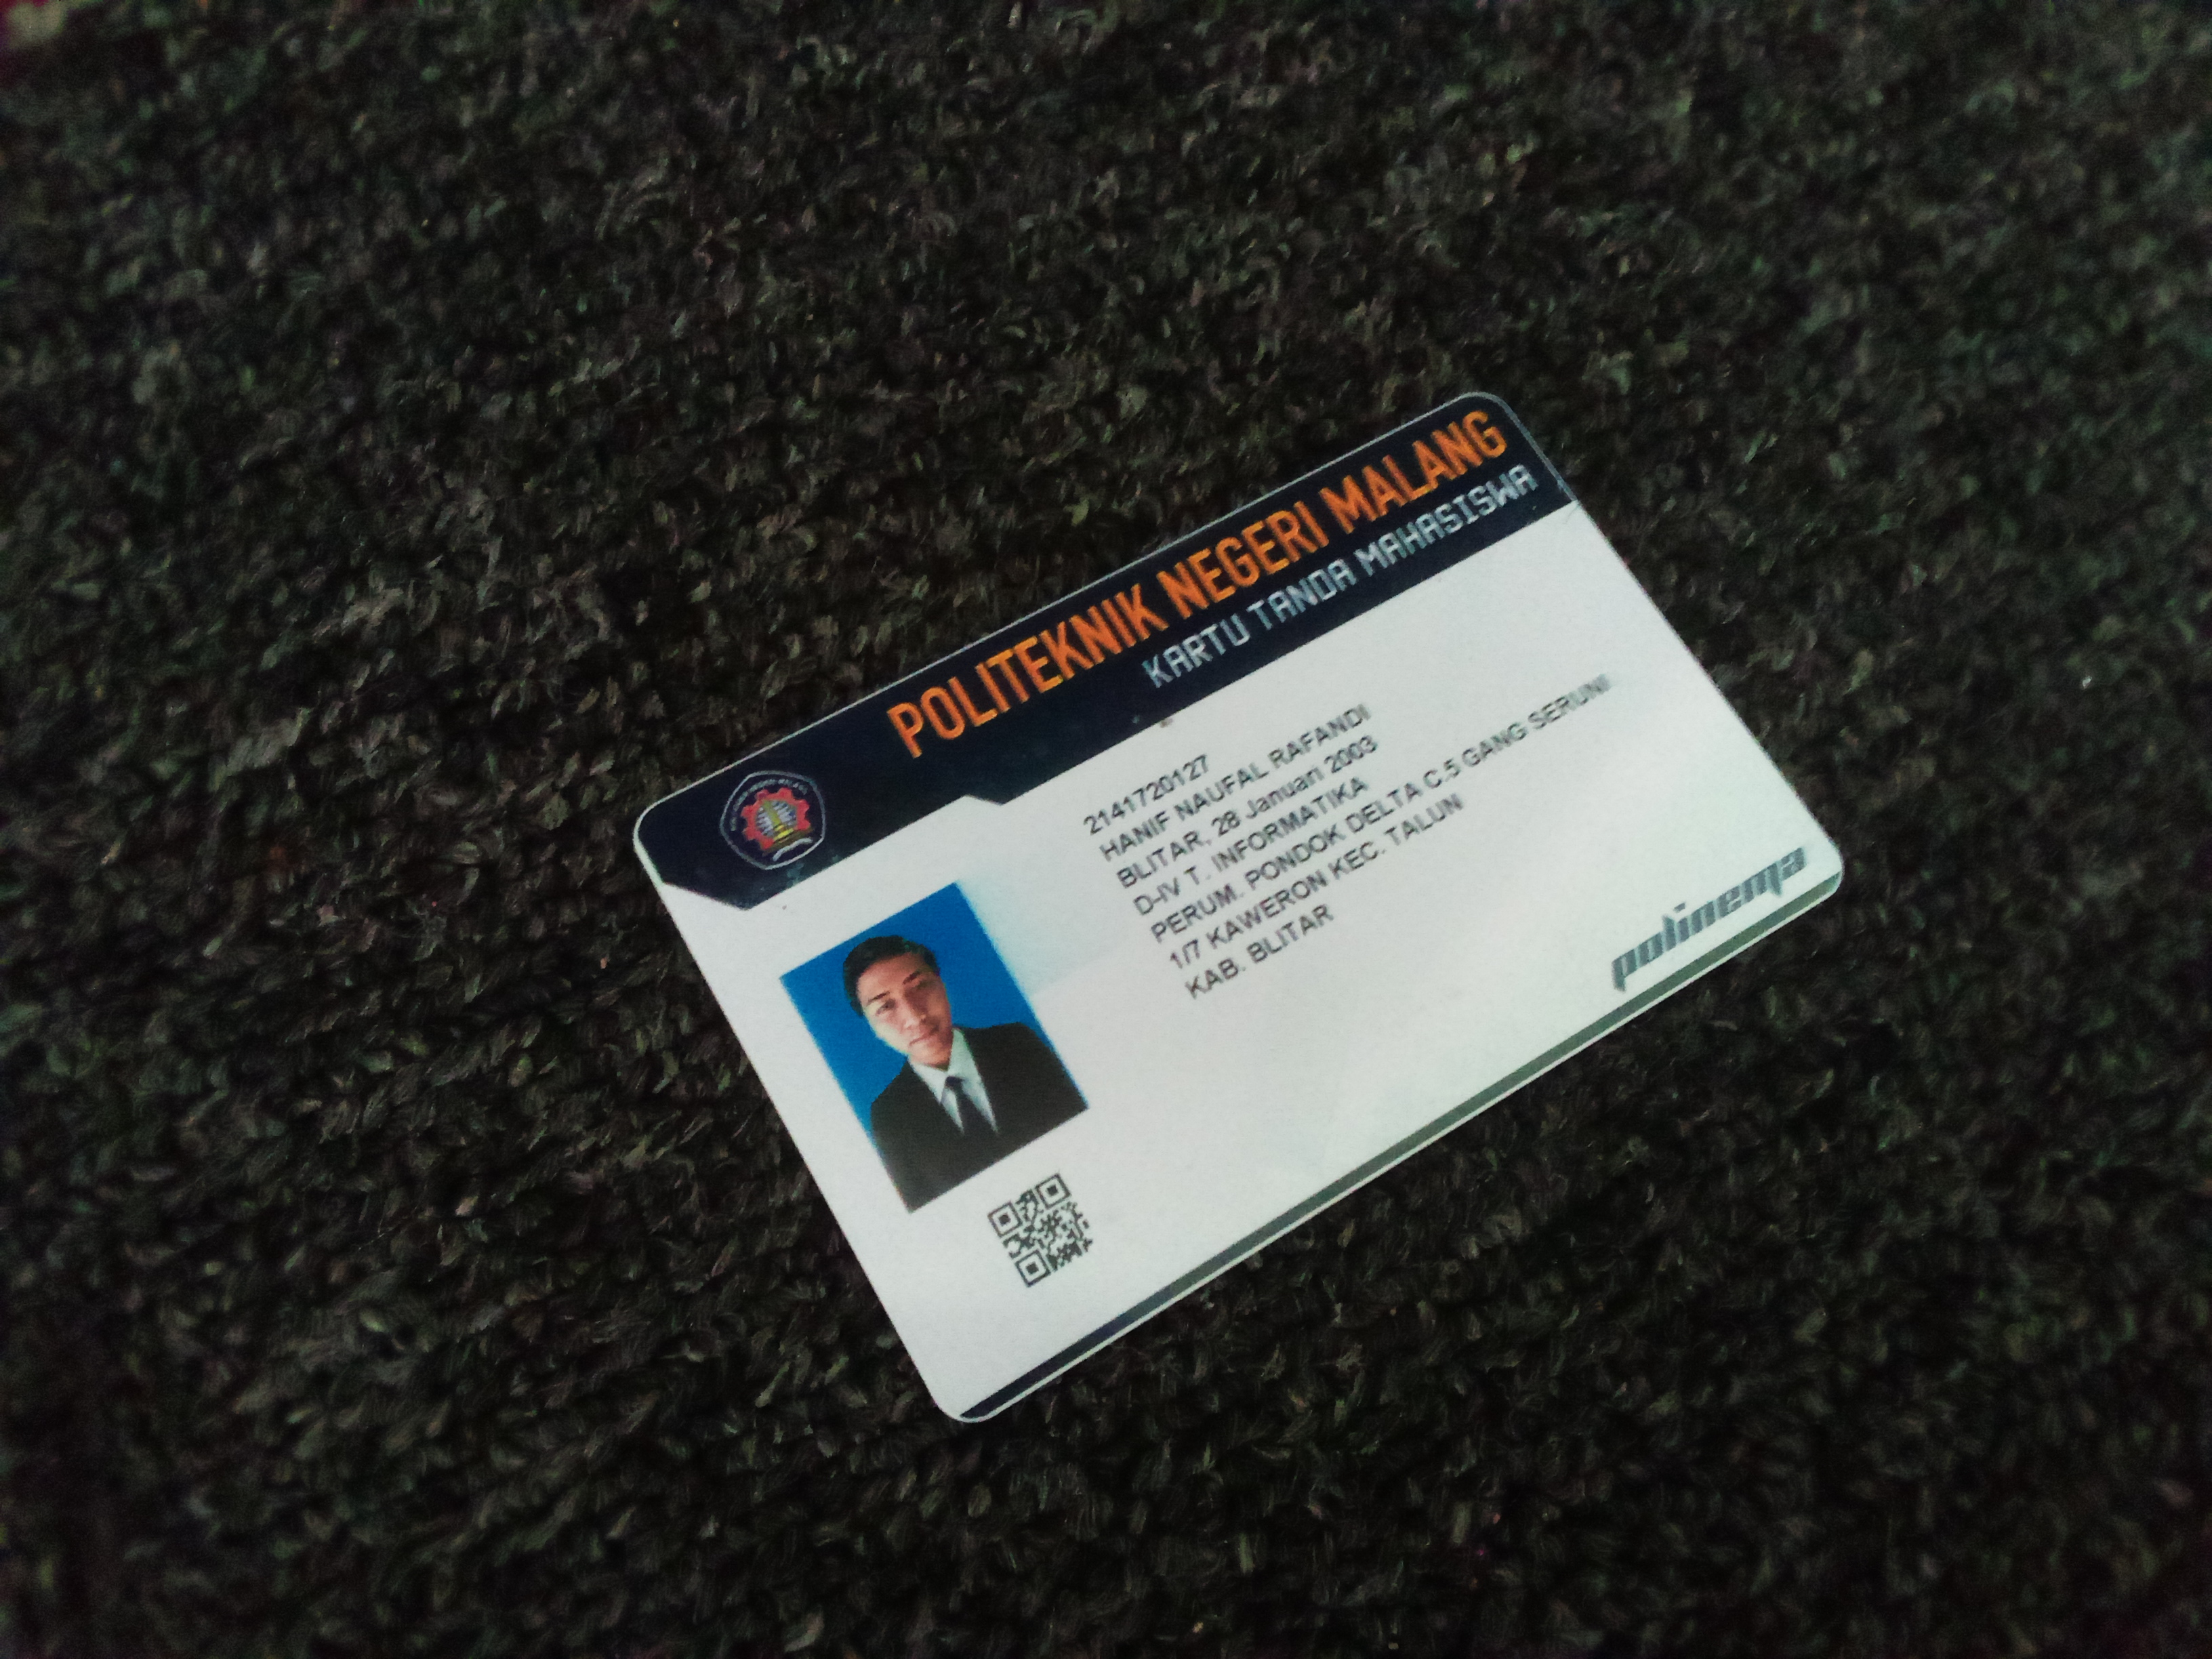 POLITEKNIK NEGERI MALANG
KARTU TANDA MAHASISWA
2141720127
HANIF NAUFAL RAFANDI
BLITAR, 28 Januari 2003
D-IV T. INFORMATIKA
PERUM. PONDOK DELTA C.5 GANG SERUNI
1/7 KAWERON KEC. TALUN
KAB. BLITAR
polinema